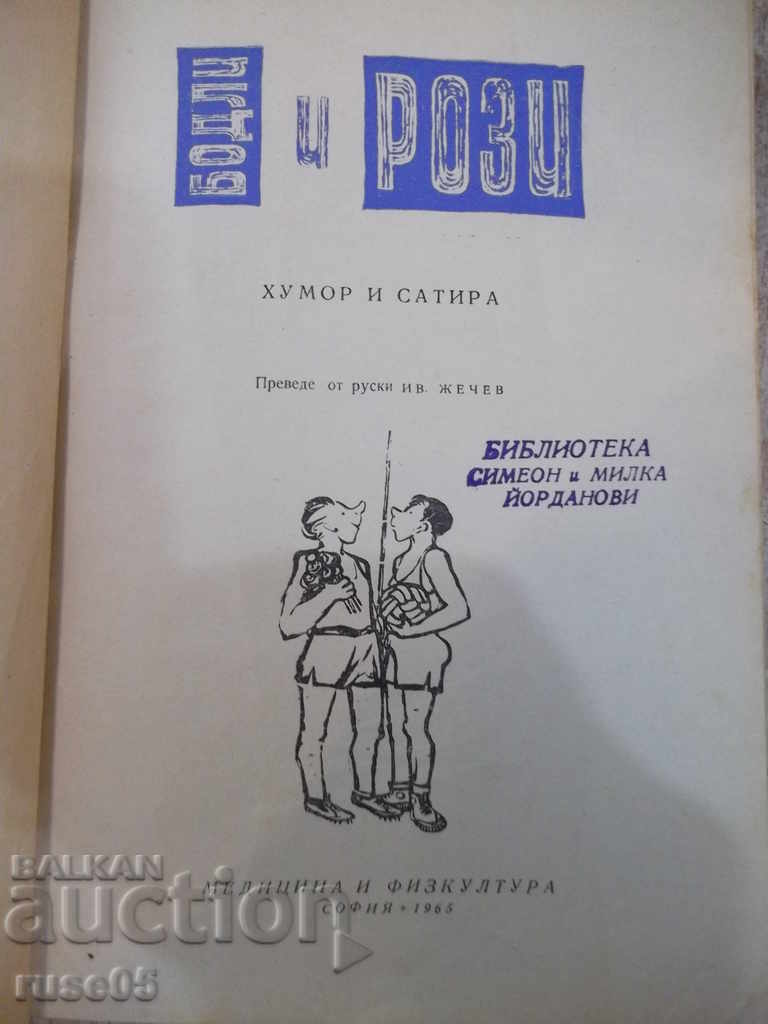 БОДЛИ и РОЗИ
ХУМОР И САТИРА
Преведе от руски ИВ. ЖЕЧЕВ
БИБЛИОТЕКА
СИМЕОН и МИЛКА
ЙОРДАНОВИ
МЕДИЦИНА И ФИЗКУЛТУРА
СОФИЯ • 1965
BALKAN
auction
ruse05